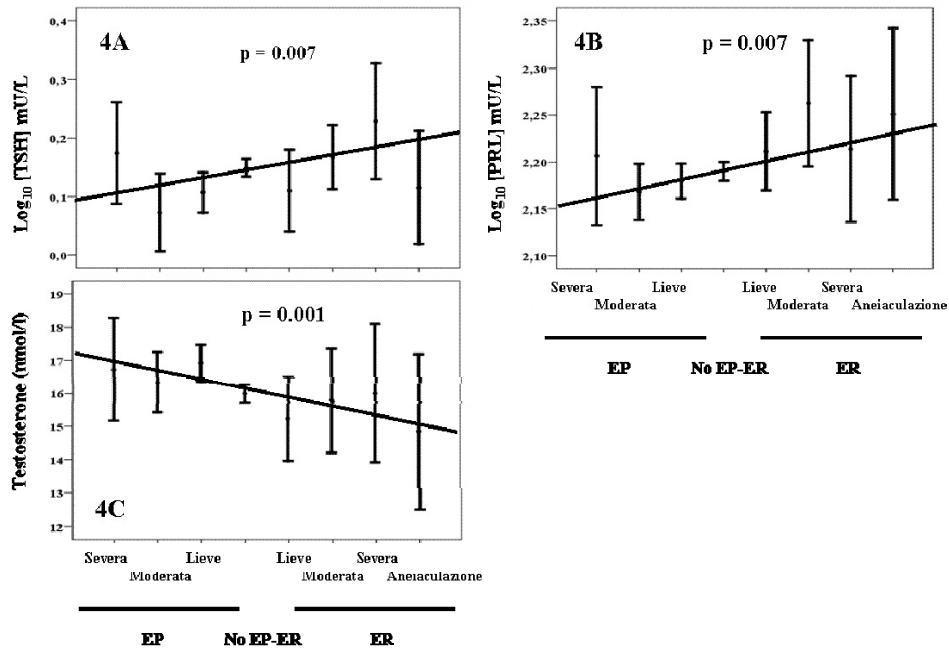 4A
p = 0.007
Log10 [TSH] mU/L
0,4
0,3
0,2
0,1
0,0
4B
p = 0.007
Log10 [PRL] mU/L
2,35
2,30
2,25
2,20
2,15
2,10
Severa
Moderata
Lieve
Lieve
Moderata
Severa
Aneiaculazione
EP
No EP-ER
ER
4C
p = 0.001
Testosterone (nmol/l)
19
18
17
16
15
14
13
12
Severa
Moderata
Lieve
Lieve
Moderata
Severa
Aneiaculazione
EP
No EP-ER
ER